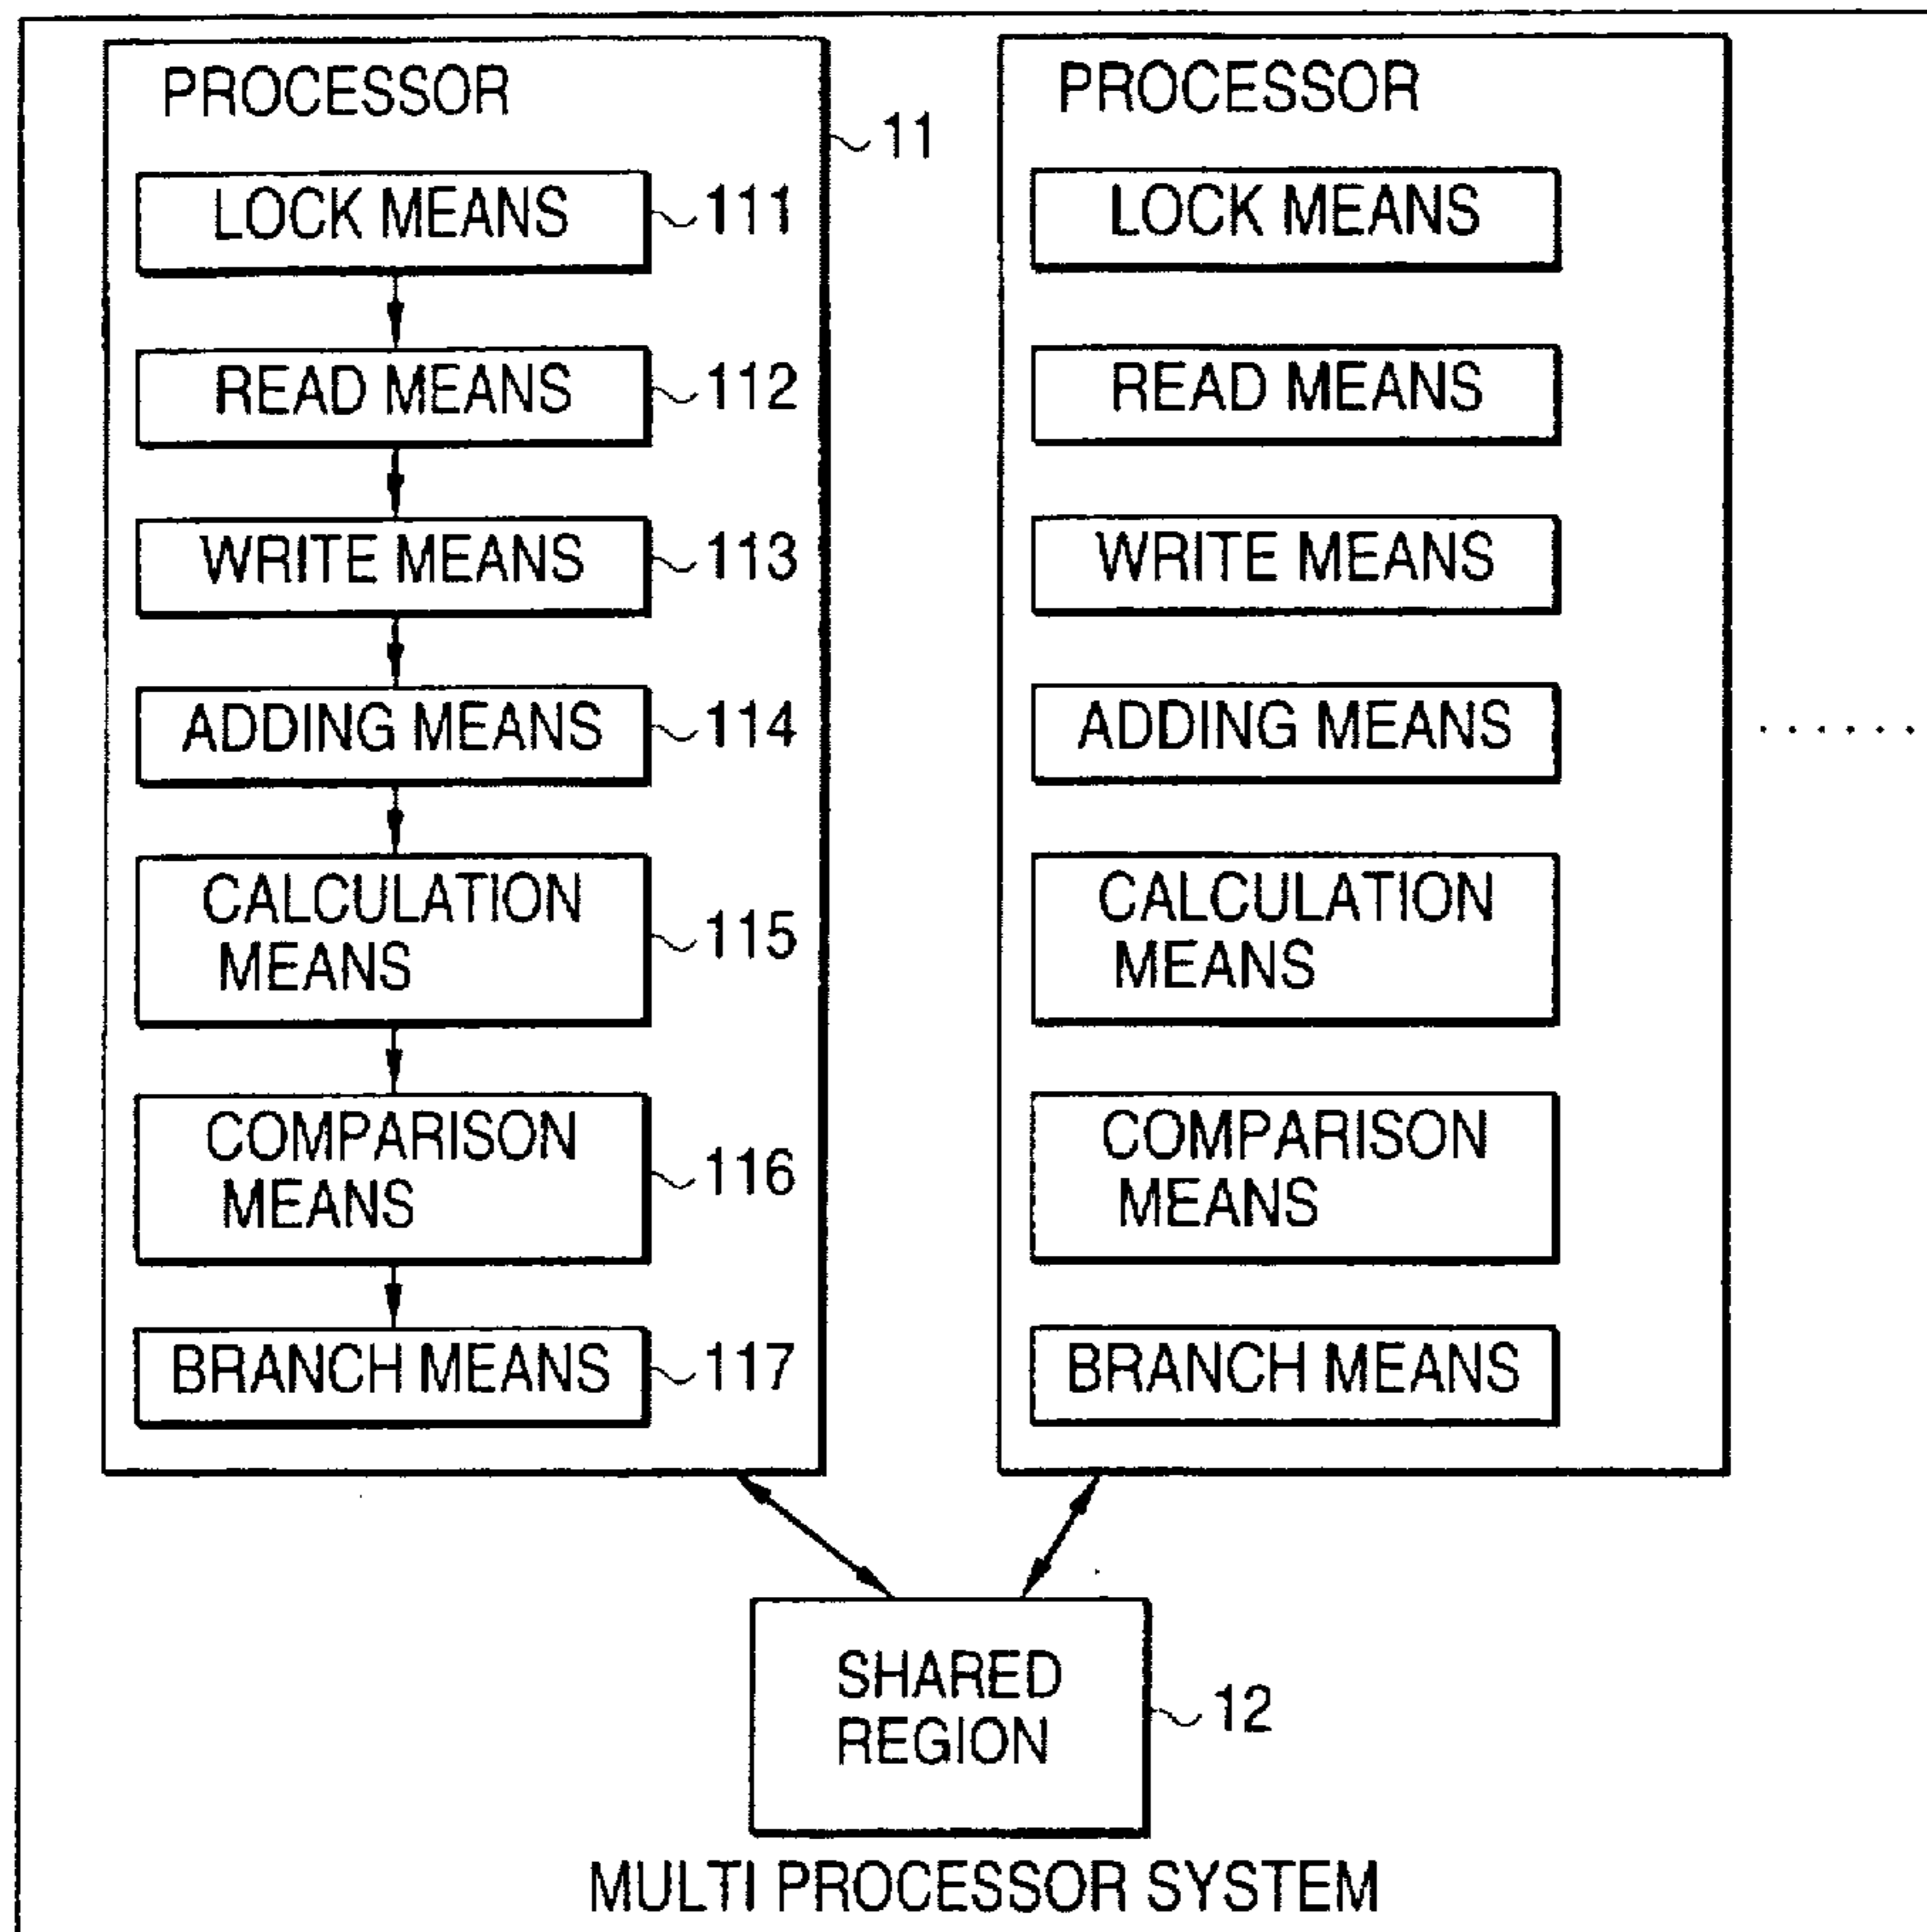 PROCESSOR
11
LOCK MEANS
111
READ MEANS
112
WRITE MEANS
113
ADDING MEANS
114
CALCULATION
MEANS
115
COMPARISON
MEANS
116
BRANCH MEANS
117
PROCESSOR
LOCK MEANS
READ MEANS
WRITE MEANS
ADDING MEANS
CALCULATION
MEANS
COMPARISON
MEANS
BRANCH MEANS
......
SHARED
REGION
12
MULTI PROCESSOR SYSTEM